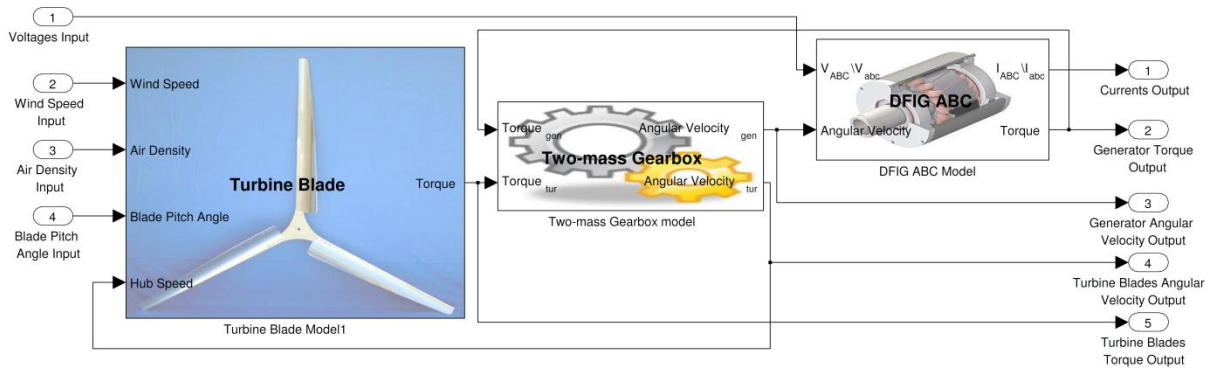 1
Voltages Input
2
Wind Speed
Input
3
Air Density
Input
4
Blade Pitch
Angle Input
Wind Speed
Air Density
Blade Pitch Angle
Hub Speed
Turbine Blade
Torque
Turbine Blade Model1
Torque gen
Torque tur
Two-mass Gearbox
Angular Velocity gen
Angular Velocity tur
Two-mass Gearbox model
V ABC \V abc
I ABC \I abc
DFIG ABC
Angular Velocity
Torque
DFIG ABC Model
1
Currents Output
2
Generator Torque
Output
3
Generator Angular
Velocity Output
4
Turbine Blades Angular
Velocity Output
5
Turbine Blades
Torque Output